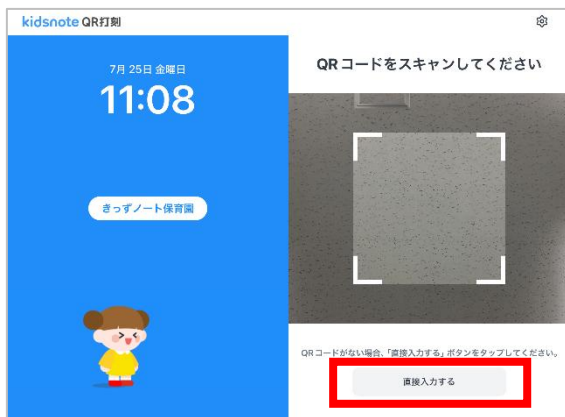 kidsnote QR打刻
7月 25日 金曜日
11:08
きっずノート保育園
QRコードをスキャンしてください
QRコードがない場合、「直接入力する」ボタンをタップしてください。
直接入力する